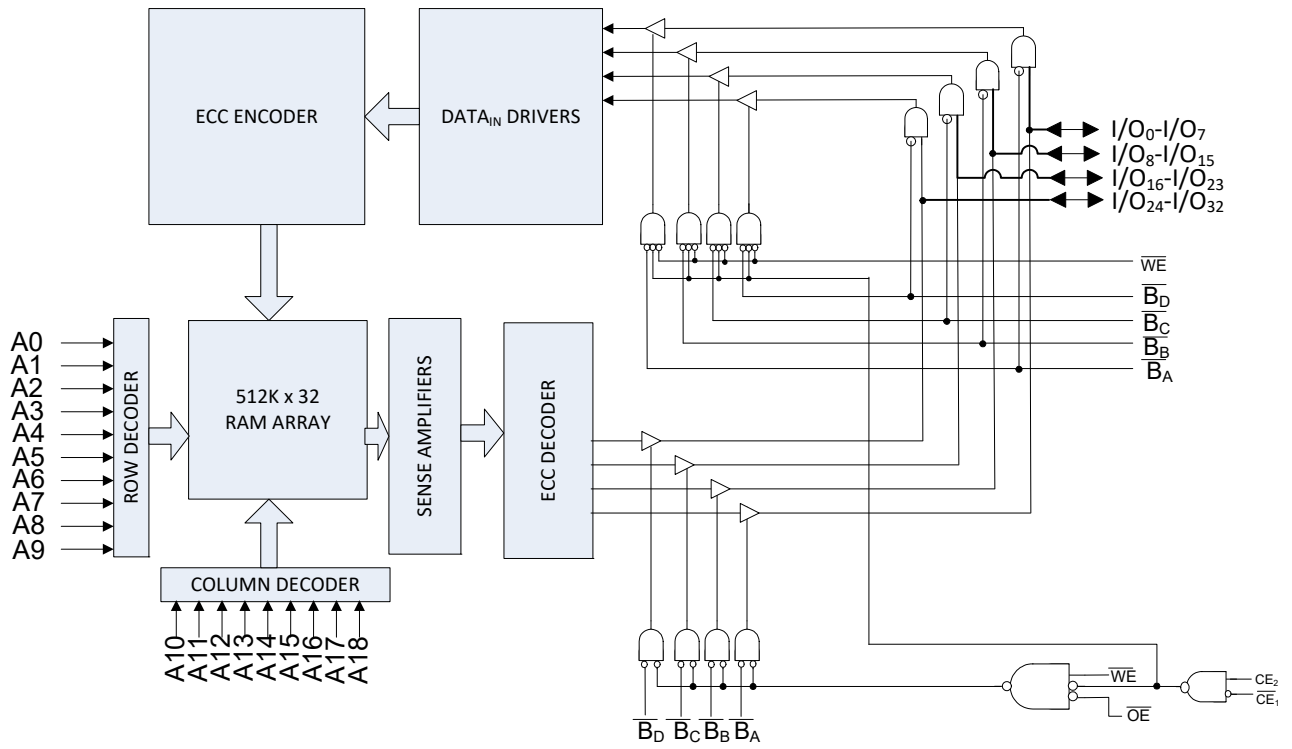 ECC ENCODER
DATAIN DRIVERS
I/O0-I/O7
I/O8-I/O15
I/O16-I/O23
I/O24-I/O32
WE
BD
BC
BB
BA
A0
A1
A2
A3
A4
A5
A6
A7
A8
A9
ROW DECODER
512K x 32
RAM ARRAY
SENSE AMPLIFIERS
ECC DECODER
COLUMN DECODER
A10
A11
A12
A13
A14
A15
A16
A17
A18
WE
OE
CE2
CE1
BD
BC
BB
BA